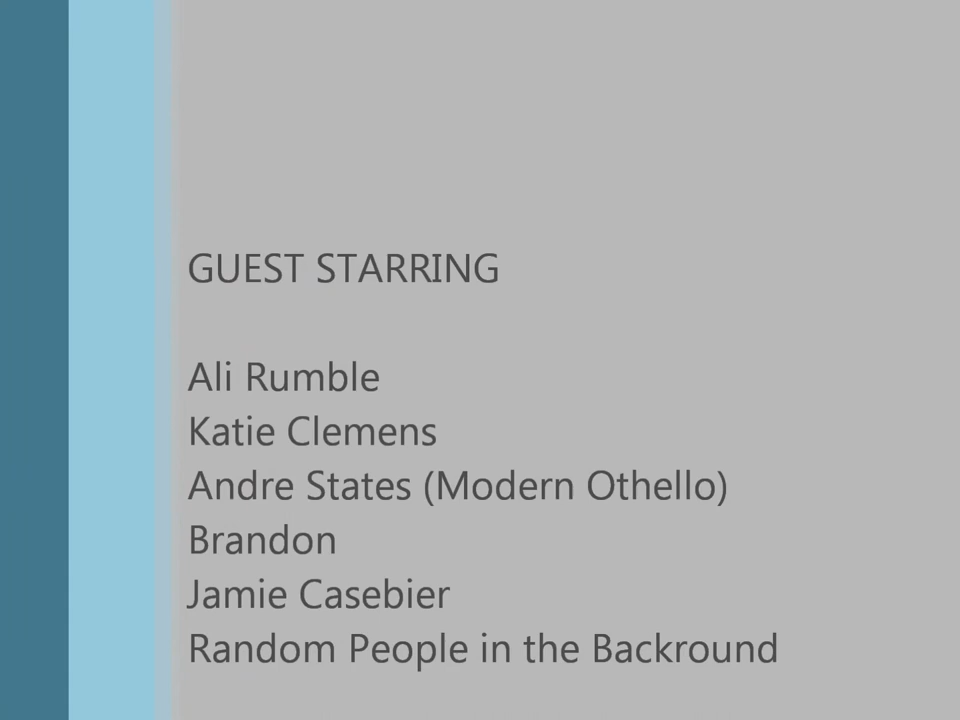 GUEST STARRING
Ali Rumble
Katie Clemens
Andre States (Modern Othello)
Brandon
Jamie Casebier
Random People in the Backround